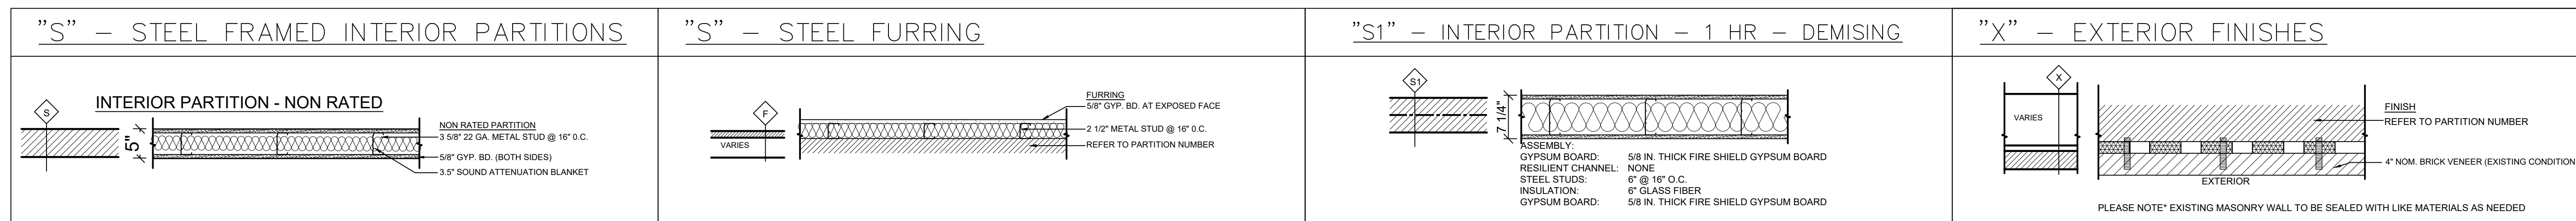 "S" – STEEL FRAMED INTERIOR PARTITIONS
S
INTERIOR PARTITION - NON RATED
5"
NON RATED PARTITION
3 5/8" 22 GA. METAL STUD @ 16" 0.C.
5/8" GYP. BD. (BOTH SIDES)
3.5" SOUND ATTENUATION BLANKET
"S" – STEEL FURRING
F
VARIES
FURRING
5/8" GYP. BD. AT EXPOSED FACE
2 1/2" METAL STUD @ 16" 0.C.
REFER TO PARTITION NUMBER
"S1" – INTERIOR PARTITION – 1 HR – DEMISING
S1
7 1/4"
ASSEMBLY:
GYPSUM BOARD: 5/8 IN. THICK FIRE SHIELD GYPSUM BOARD
RESILIENT CHANNEL: NONE
STEEL STUDS: 6" @ 16" O.C.
INSULATION: 6" GLASS FIBER
GYPSUM BOARD: 5/8 IN. THICK FIRE SHIELD GYPSUM BOARD
"X" – EXTERIOR FINISHES
X
VARIES
FINISH
REFER TO PARTITION NUMBER
4" NOM. BRICK VENEER (EXISTING CONDITION
EXTERIOR
PLEASE NOTE* EXISTING MASONRY WALL TO BE SEALED WITH LIKE MATERIALS AS NEEDED